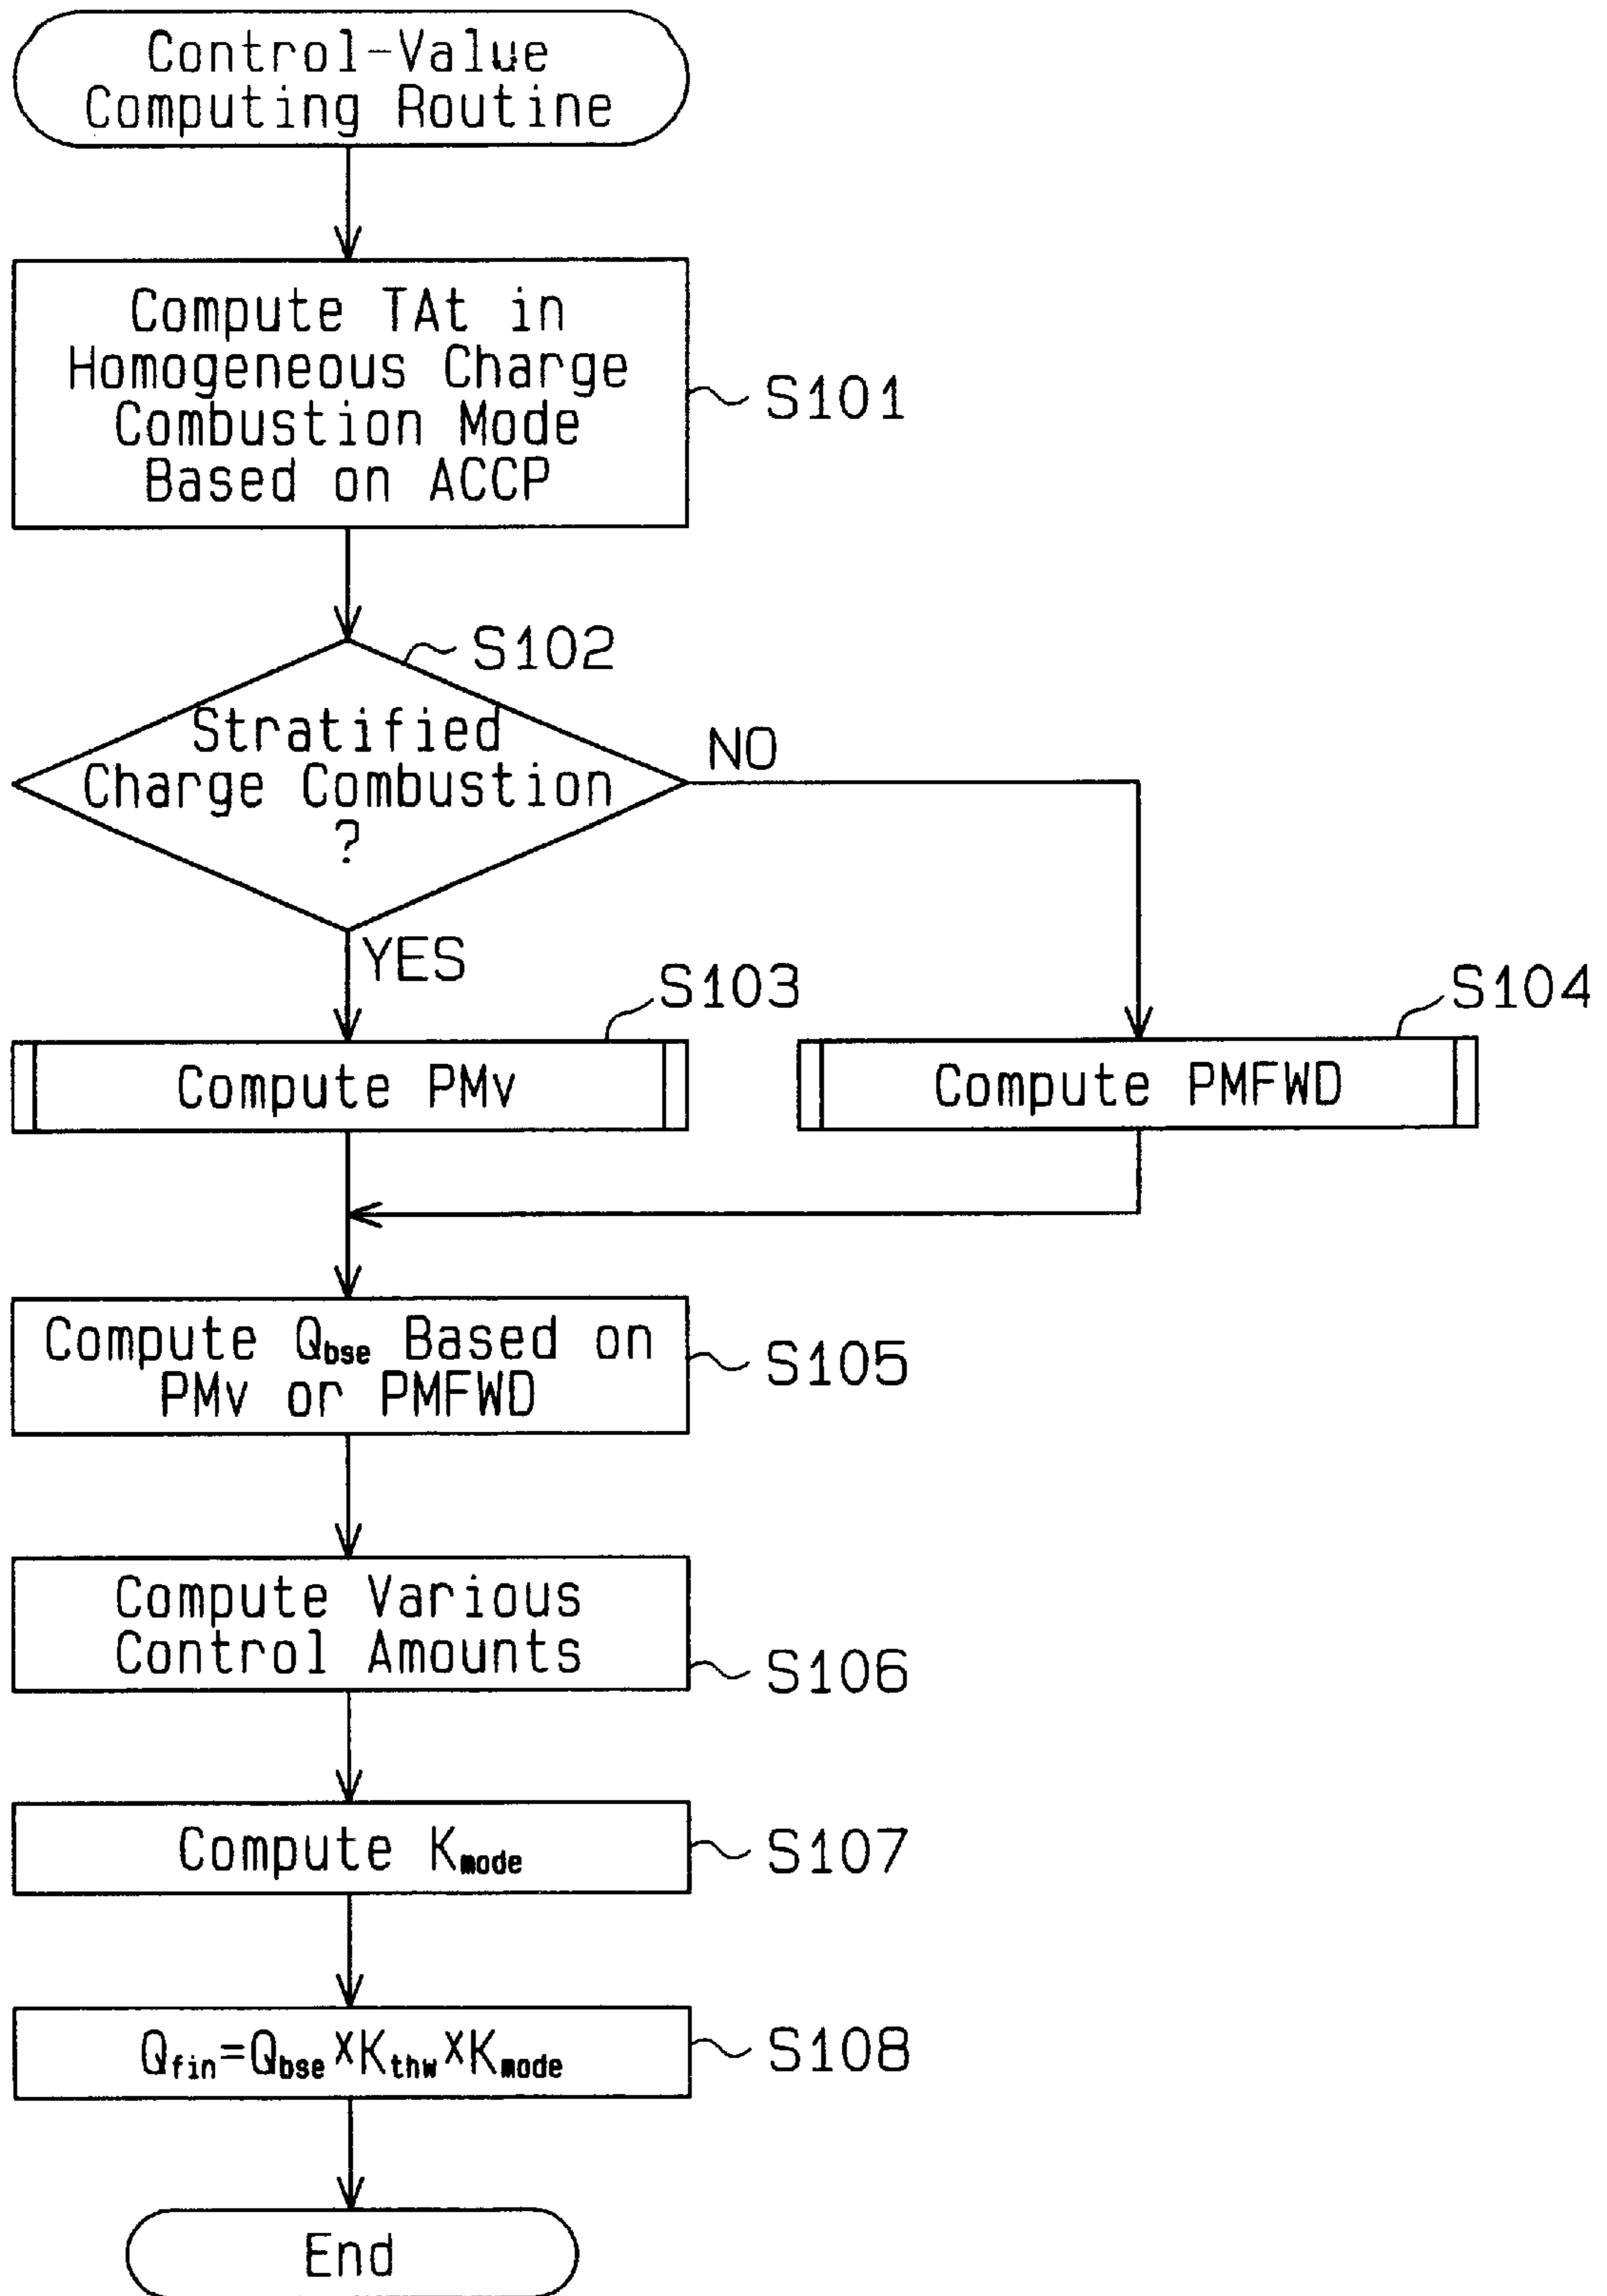 Control-Value
Computing Routine
Compute TAt in
Homogeneous Charge
Combustion Mode
Based on ACCP
S101
S102
Stratified
Charge Combustion
?
NO
YES
S103
S104
Compute PMv
Compute PMFWD
Compute Qbse Based on
PMv or PMFWD
S105
Compute Various
Control Amounts
S106
Compute Kmode
S107
Qfin=Qbse×Kthw×Kmode
S108
End